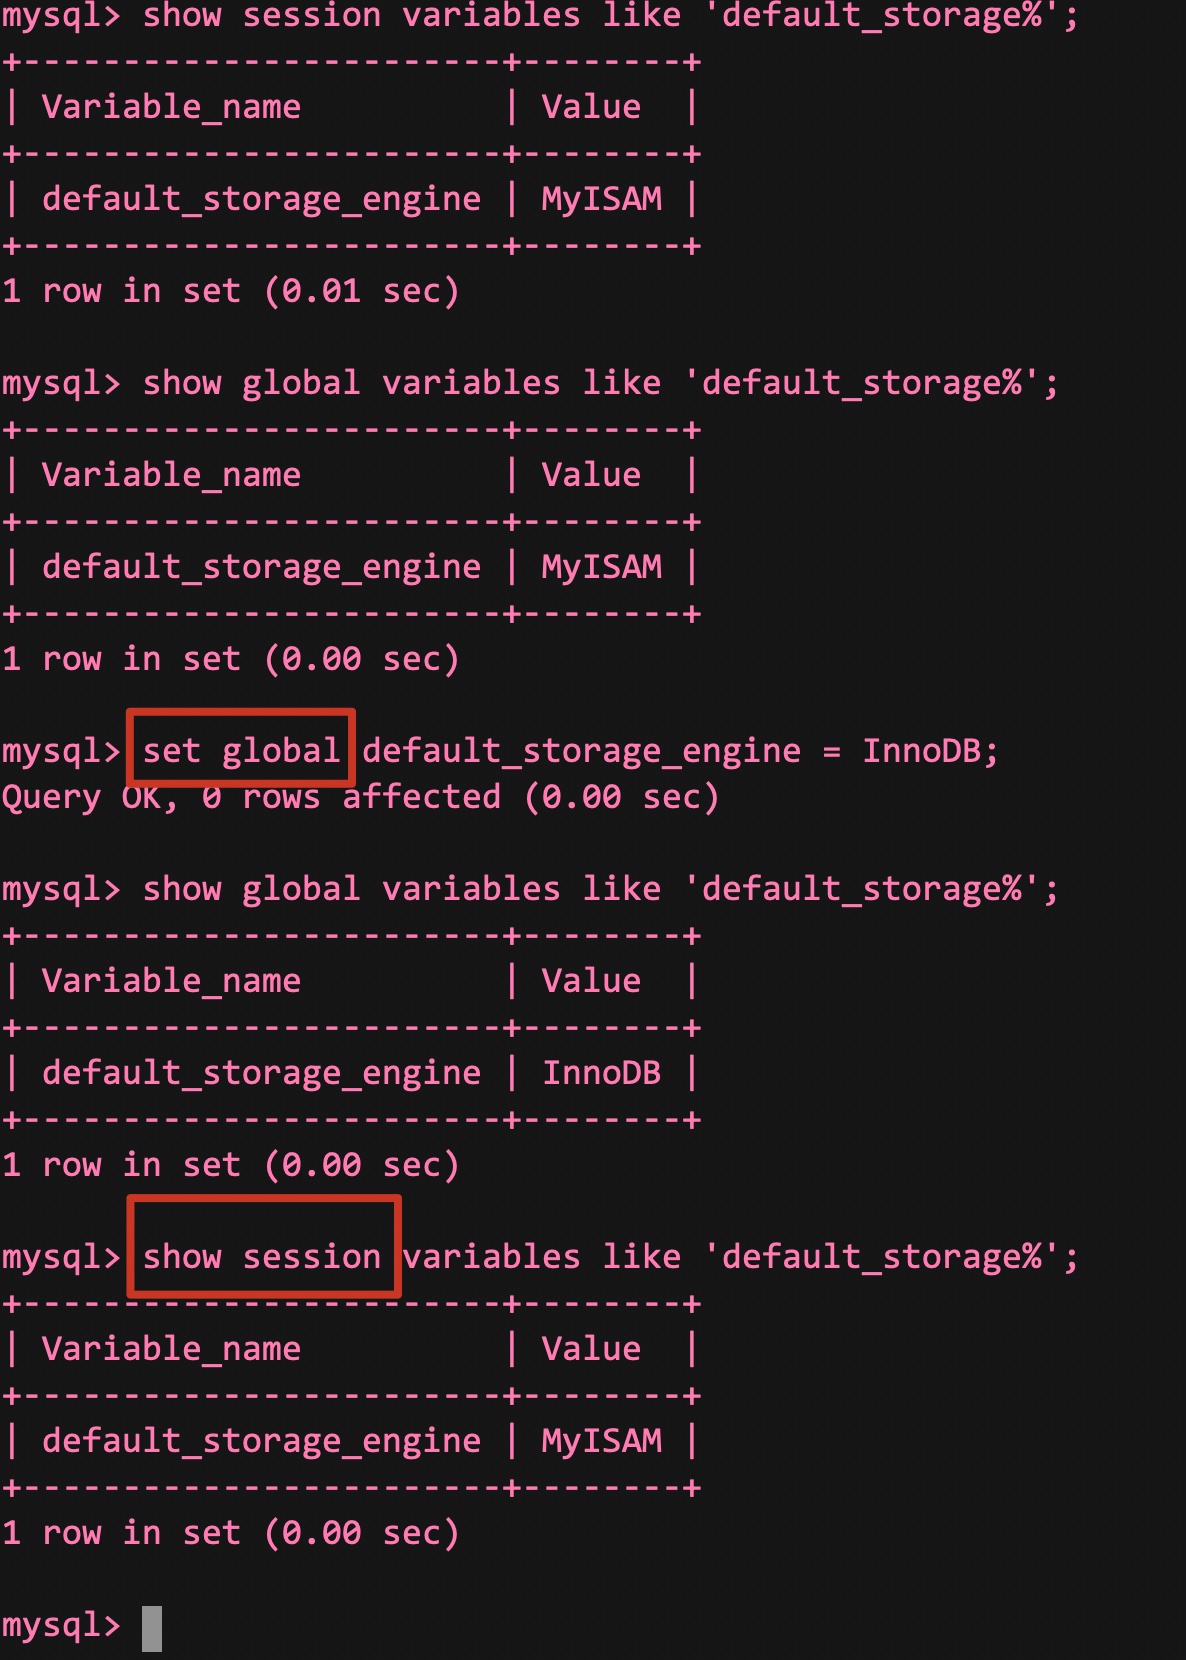 mysql> show session variables like 'default_storage%';
+------------------------+--------+
| Variable_name          | Value  |
+------------------------+--------+
| default_storage_engine | MyISAM |
+------------------------+--------+
1 row in set (0.01 sec)

mysql> show global variables like 'default_storage%';
+------------------------+--------+
| Variable_name          | Value  |
+------------------------+--------+
| default_storage_engine | MyISAM |
+------------------------+--------+
1 row in set (0.00 sec)

mysql> set global default_storage_engine = InnoDB;
Query OK, 0 rows affected (0.00 sec)

mysql> show global variables like 'default_storage%';
+------------------------+--------+
| Variable_name          | Value  |
+------------------------+--------+
| default_storage_engine | InnoDB |
+------------------------+--------+
1 row in set (0.00 sec)

mysql> show session variables like 'default_storage%';
+------------------------+--------+
| Variable_name          | Value  |
+------------------------+--------+
| default_storage_engine | MyISAM |
+------------------------+--------+
1 row in set (0.00 sec)

mysql>